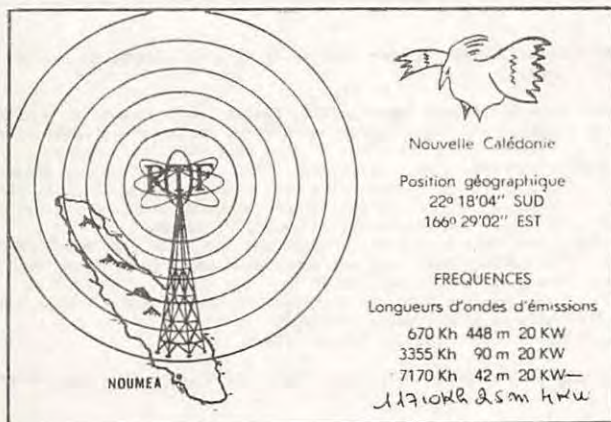 RTF
NOUMEA
Nouvelle Calédonie
Position géographique
22º 18'04" SUD
166º 29'02" EST
FREQUENCES
Longueurs d'ondes d'émissions
670 Kh 448 m 20 KW
3355 Kh 90 m 20 KW
7170 Kh 42 m 20 KW—
11710Kh 25m 4KW